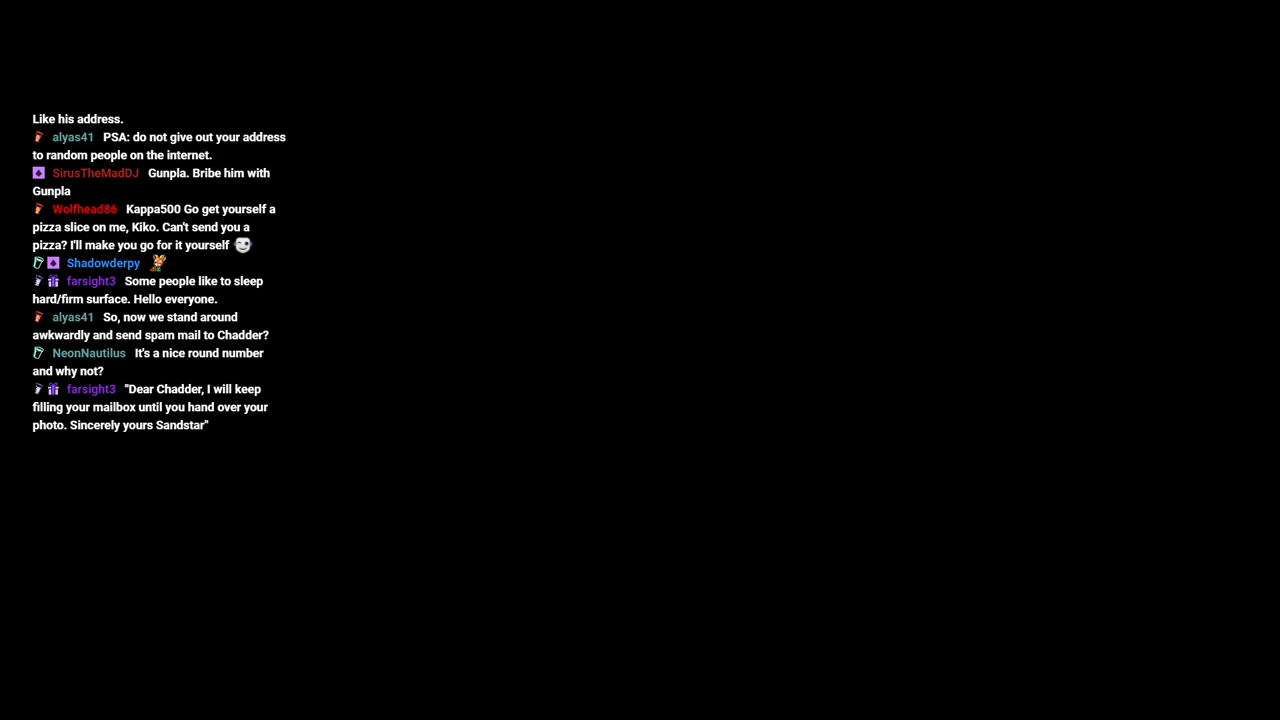 Like his address.
alyas41 PSA: do not give out your address
to random people on the internet.
SirusTheMadDJ Gunpla. Bribe him with
Gunpla
Wolfhead86 Kappa500 Go get yourself a
pizza slice on me, Kiko. Can't send you a
pizza? I'll make you go for it yourself
Shadowderpy
farsight3 Some people like to sleep
hard/firm surface. Hello everyone.
alyas41 So, now we stand around
awkwardly and send spam mail to Chadder?
NeonNautilus It's a nice round number
and why not?
farsight3 "Dear Chadder, I will keep
filling your mailbox until you hand over your
photo. Sincerely yours Sandstar"